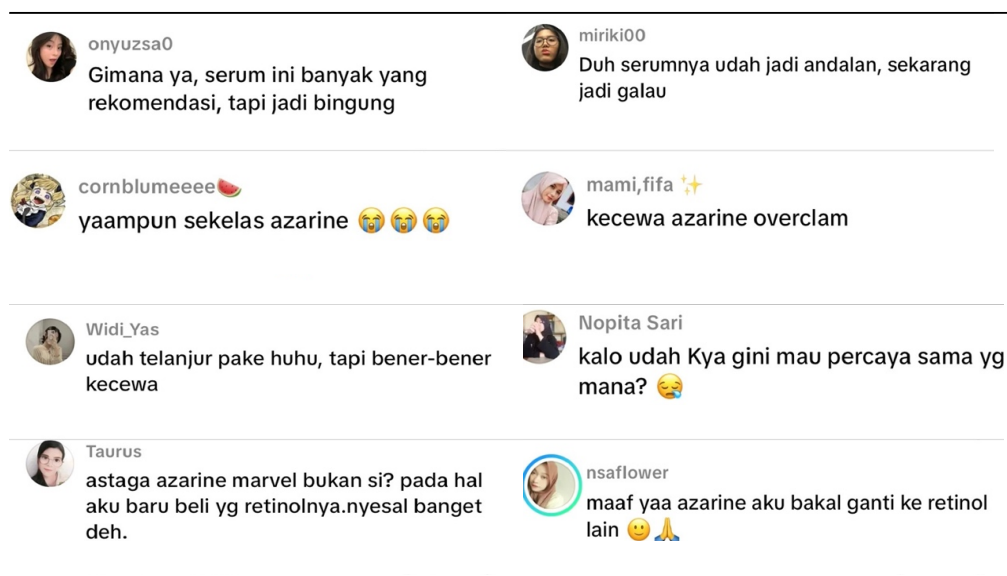 onyuzsa0
Gimana ya, serum ini banyak yang
rekomendasi, tapi jadi bingung
miriki00
Duh serumnya udah jadi andalan, sekarang
jadi galau
cornblumeeee🍉
yaampun sekelas azarine 😭😭😭
mami,fifa ✨
kecewa azarine overclam
Widi_Yas
udah telanjur pake huhu, tapi bener-bener
kecewa
Nopita Sari
kalo udah Kya gini mau percaya sama yg
mana? 😪
Taurus
astaga azarine marvel bukan si? pada hal
aku baru beli yg retinolnya.nyesal banget
deh.
nsaflower
maaf yaa azarine aku bakal ganti ke retinol
lain 🙂🙏